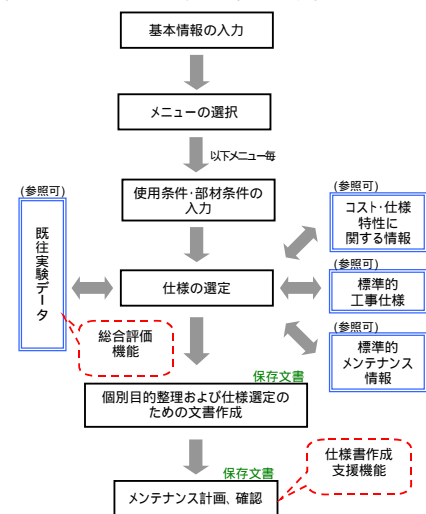 基本情報の入力
メニューの選択
以下メニュー毎
使用条件・部材条件の
入力
(参照可)
既往実験データ
(参照可)
コスト・仕様
特性に
関する情報
仕様の選定
(参照可)
標準的
工事仕様
総合評価
機能
(参照可)
標準的
メンテナンス
情報
保存文書
個別目的整理および仕様選定の
ための文書作成
保存文書
メンテナンス計画、確認
仕様書作成
支援機能